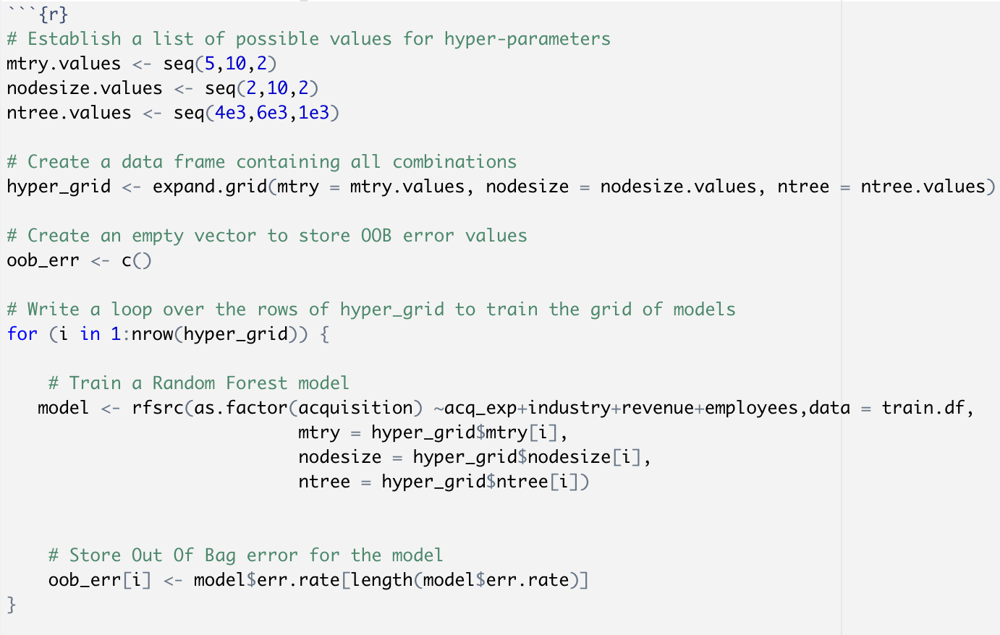 ```{r}
# Establish a list of possible values for hyper-parameters
mtry.values <- seq(5,10,2)
nodesize.values <- seq(2,10,2)
ntree.values <- seq(4e3,6e3,1e3)

# Create a data frame containing all combinations
hyper_grid <- expand.grid(mtry = mtry.values, nodesize = nodesize.values, ntree = ntree.values)

# Create an empty vector to store OOB error values
oob_err <- c()

# Write a loop over the rows of hyper_grid to train the grid of models
for (i in 1:nrow(hyper_grid)) {

    # Train a Random Forest model
   model <- rfsrc(as.factor(acquisition) ~acq_exp+industry+revenue+employees,data = train.df,
                            mtry = hyper_grid$mtry[i],
                            nodesize = hyper_grid$nodesize[i],
                            ntree = hyper_grid$ntree[i])


    # Store Out Of Bag error for the model
    oob_err[i] <- model$err.rate[length(model$err.rate)]
}